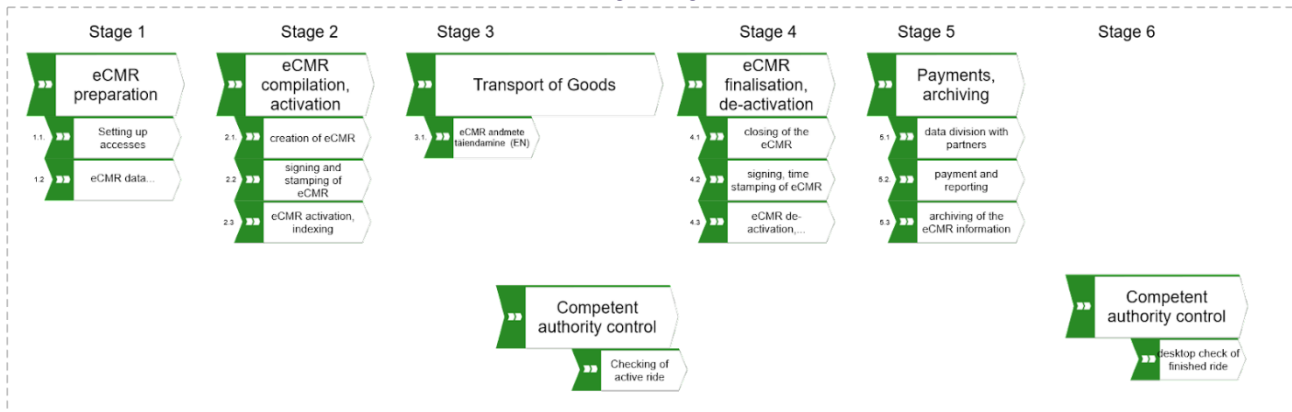 Stage 1
Stage 2
Stage 3
Stage 4
Stage 5
Stage 6
eCMR
preparation
eCMR
compilation,
activation
Transport of Goods
eCMR
finalisation,
de-activation
Payments,
archiving
1.1.
Setting up
accesses
2.1.
creation of eCMR
3.1.
eCMR andmete
taiendamine (EN)
4.1
closing of the
eCMR
5.1
data division with
partners
1.2
eCMR data...
2.2
signing and
stamping of
eCMR
4.2
signing, time
stamping of eCMR
5.2.
payment and
reporting
2.3
eCMR activation,
indexing
4.3
eCMR de-
activation,...
5.3
archiving of the
eCMR information
Competent
authority control
Competent
authority control
Checking of
active ride
desktop check of
finished ride